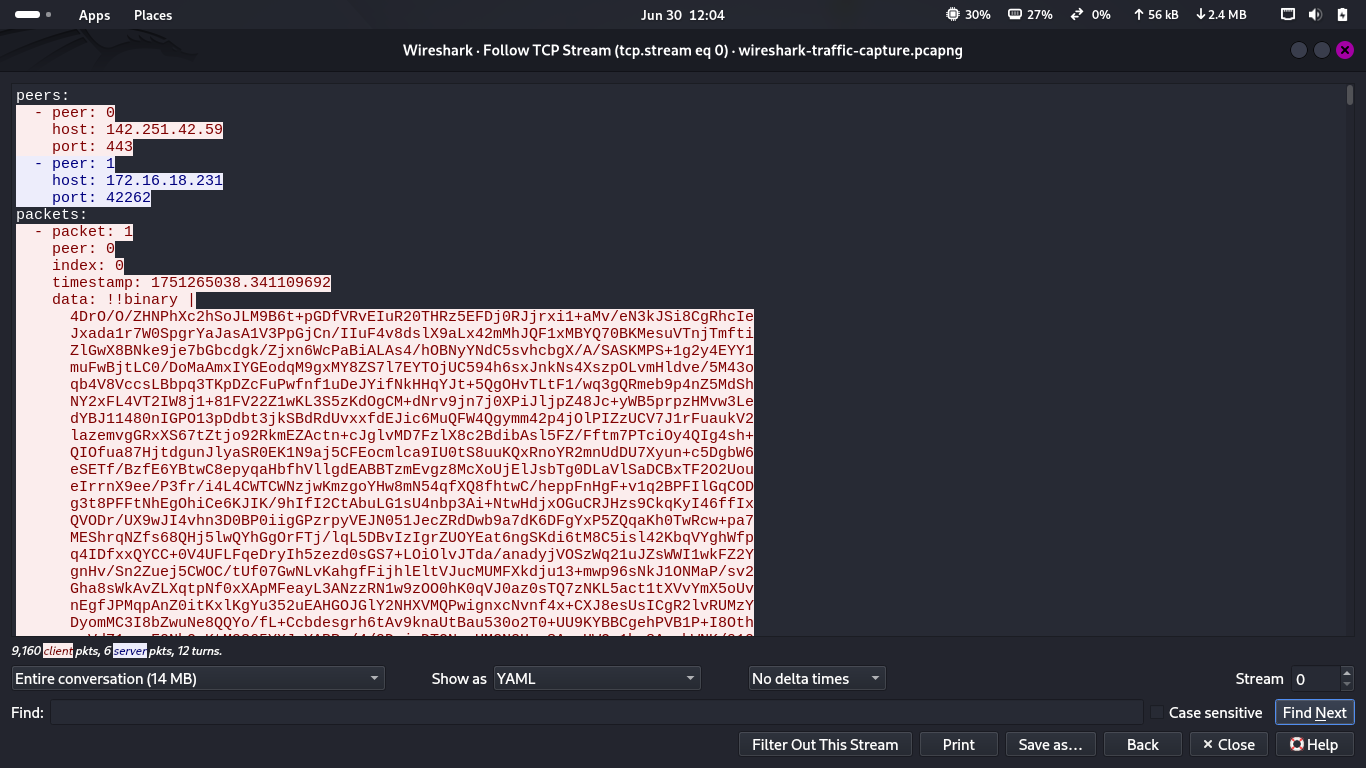 Apps Places Jun 30 12:04 30% 27% 0% 56 kB 2.4 MB
Wireshark · Follow TCP Stream (tcp.stream eq 0) · wireshark-traffic-capture.pcapng
peers:
- peer: 0
host: 142.251.42.59
port: 443
- peer: 1
host: 172.16.18.231
port: 42262
packets:
- packet: 1
peer: 0
index: 0
timestamp: 1751265038.341109692
data: !!binary |
4DrO/O/ZHNPhXc2hSoJLM9B6t+pGDfVRvEIuR20THRz5EFDj0RJjrxi1+aMv/eN3kJSi8CgRhcIe
Jxada1r7W0SpgrYaJasA1V3PpGjCn/IIuF4v8dslX9aLx42mMhJQF1xMBYQ70BKMesuVTnjTmfti
ZlGwX8BNke9je7bGbcdgk/Zjxn6WcPaBiALAs4/hOBNyYNdC5svhcbgX/A/SASKMPS+1g2y4EYY1
muFwBjtLC0/DoMaAmxIYGEodqM9gxMY8ZS7l7EYTOjUC594h6sxJnkNs4XszpOLvmHldve/5M43o
qb4V8VccsLBbpq3TKpDZcFuPwfnf1uDeJYifNkHHqYJt+5QgOHvTLtF1/wq3gQRmeb9p4nZ5MdSh
NY2xFL4VT2IW8j1+81FV22Z1wKL3S5zKdOgCM+dNrv9jn7j0XPiJljpZ48Jc+yWB5prpzHMvw3Le
dYBJ11480nIGPO13pDdbt3jkSBdRdUvxxfdEJic6MuQFW4Qgymm42p4jOlPIZzUCV7J1rFuaukV2
lazemvgGRxXS67tZtjo92RkmEZActn+cJglvMD7FzlX8c2BdibAsl5FZ/Fftm7PTciOy4QIg4sh+
QIOfua87HjtdgunJlyaSR0EK1N9aj5CFEocmlca9IU0tS8uuKQxRnoYR2mnUdDU7Xyun+c5DgbW6
eSETf/BzfE6YBtwC8epyqaHbfhVllgdEABBTzmEvgz8McXoUjElJsbTg0DLaVlSaDCBxTF2O2Uou
eIrrnX9ee/P3fr/i4L4CWTCWNzjwKmzgoYHw8mN54qfXQ8fhtwC/heppFnHgF+v1q2BPFIlGqCOD
g3t8PFFtNhEgOhiCe6KJIK/9hIfI2CtAbuLG1sU4nbp3Ai+NtwHdjxOGuCRJHzs9CkqKyI46ffIx
QVODr/UX9wJI4vhn3D0BP0iigGPzrpyVEJN051JecZRdDwb9a7dK6DFgYxP5ZQqaKh0TwRcw+pa7
MEShrqNZfs68QHj5lwQYhGgOrFTj/lqL5DBvIzIgrZUOYEat6ngSKdi6tM8C5isl42KbqVYghWfp
q4IDfxxQYCC+0V4UFLFqeDryIh5zezd0sGS7+LOiOlvJTda/anadyjVOSzWq21uJZsWWI1wkFZ2Y
gnHv/Sn2Zuej5CWOC/tUf07GwNLvKahgfFijhlEltVJucMUMFXkdju13+mwp96sNkJ1ONMaP/sv2
Gha8sWkAvZLXqtpNf0xXApMFeayL3ANzzRN1w9zOO0hK0qVJ0az0sTQ7zNKL5act1tXVvYmX5oUv
nEgfJPMqpAnZ0itKxlKgYu352uEAHGOJGlY2NHXVMQPwignxcNvnf4x+CXJ8esUsICgR2lvRUMzY
DyomMC3I8bZwuNe8QQYo/fL+Ccbdesgrh6tAv9knaUtBau530o2T0+UU9KYBBCgehPVB1P+I8Oth
9,160 client pkts, 6 server pkts, 12 turns.
Entire conversation (14 MB) Show as YAML No delta times Stream 0
Find: Case sensitive Find Next
Filter Out This Stream Print Save as… Back Close Help